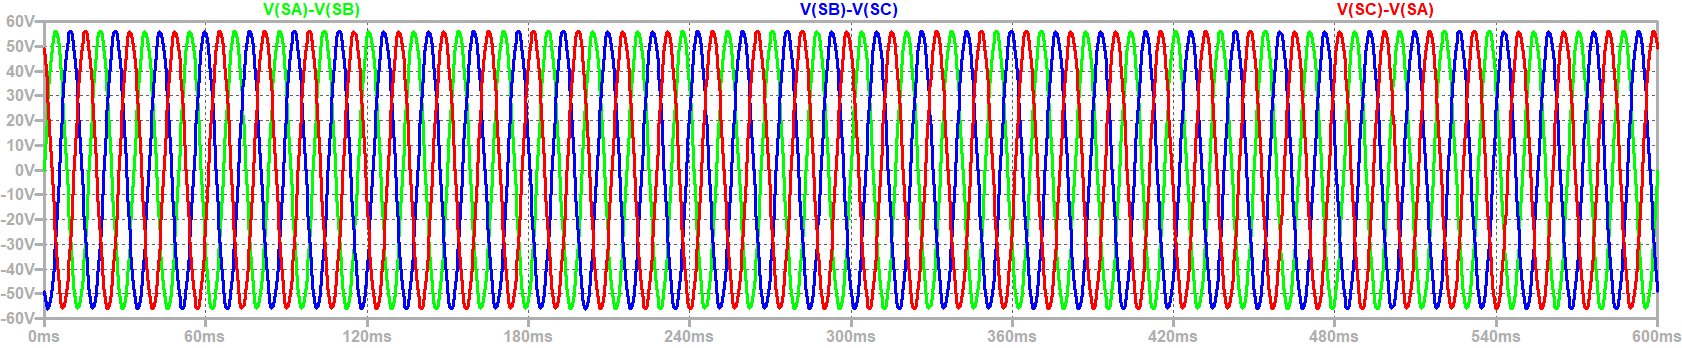 V(SA)-V(SB) V(SB)-V(SC) V(SC)-V(SA)
60V
50V
40V
30V
20V
10V
0V
-10V
-20V
-30V
-40V
-50V
-60V
0ms 60ms 120ms 180ms 240ms 300ms 360ms 420ms 480ms 540ms 600ms